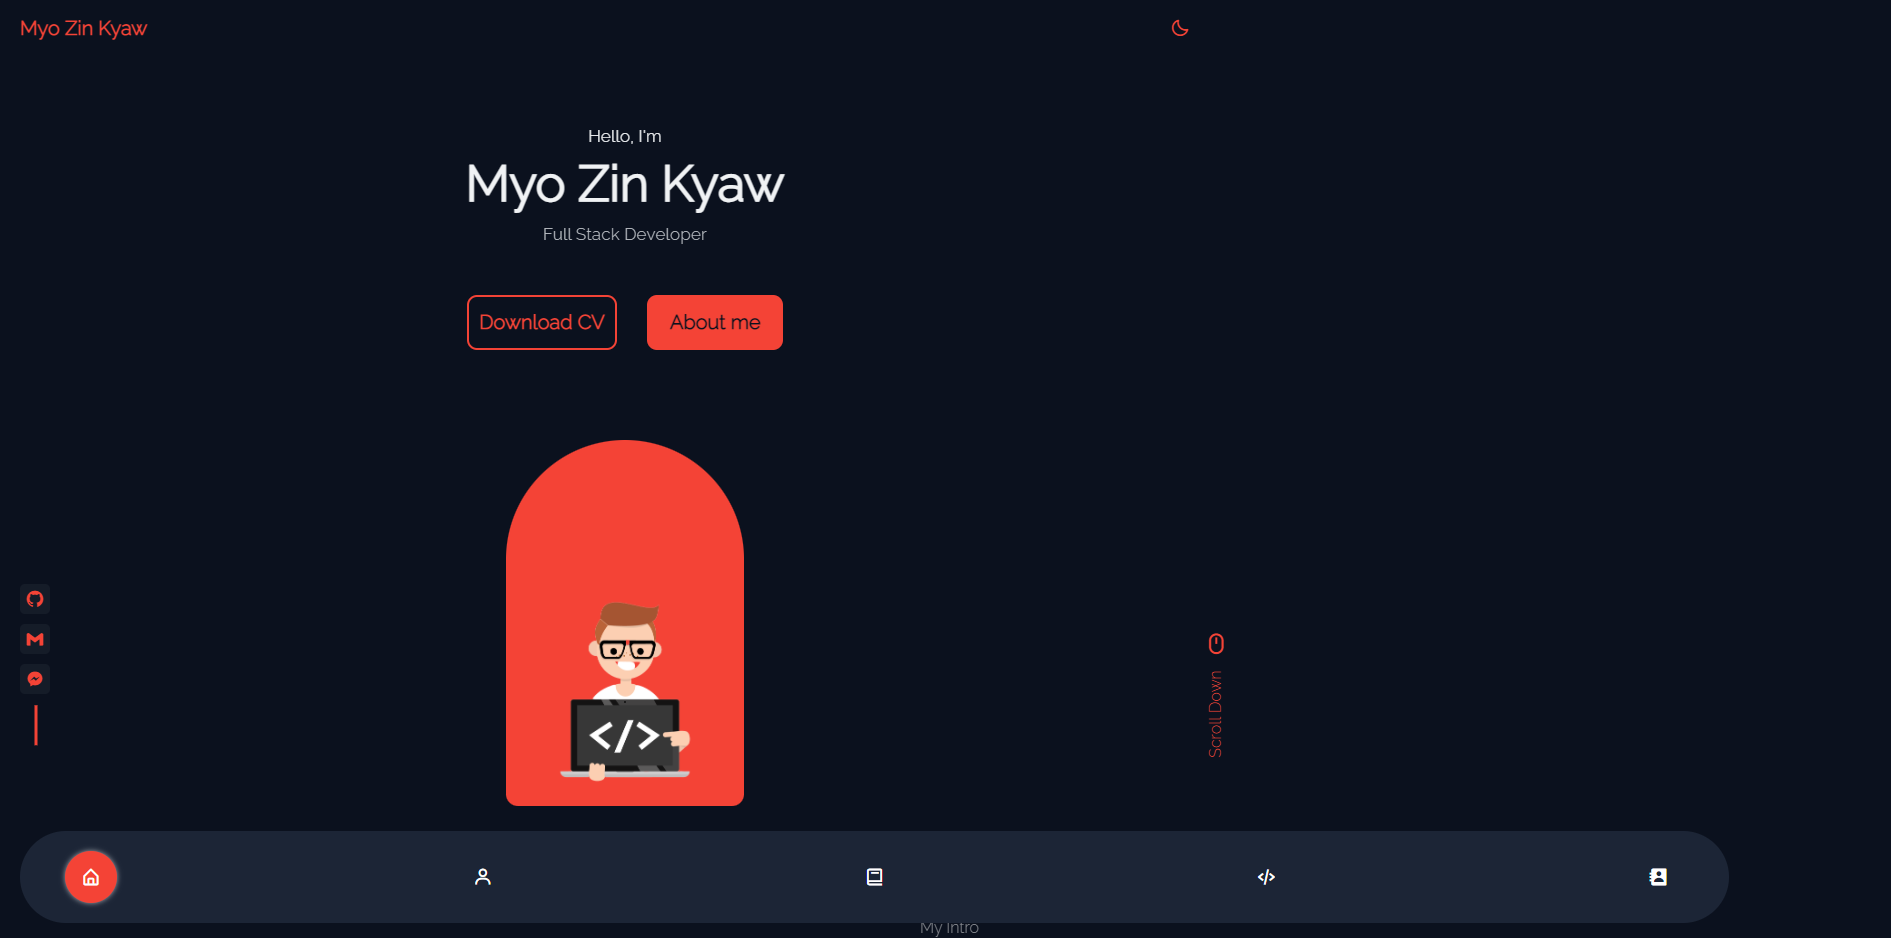 Myo Zin Kyaw
Hello, I'm
Myo Zin Kyaw
Full Stack Developer
Download CV
About me
</>
Scroll Down
My Intro